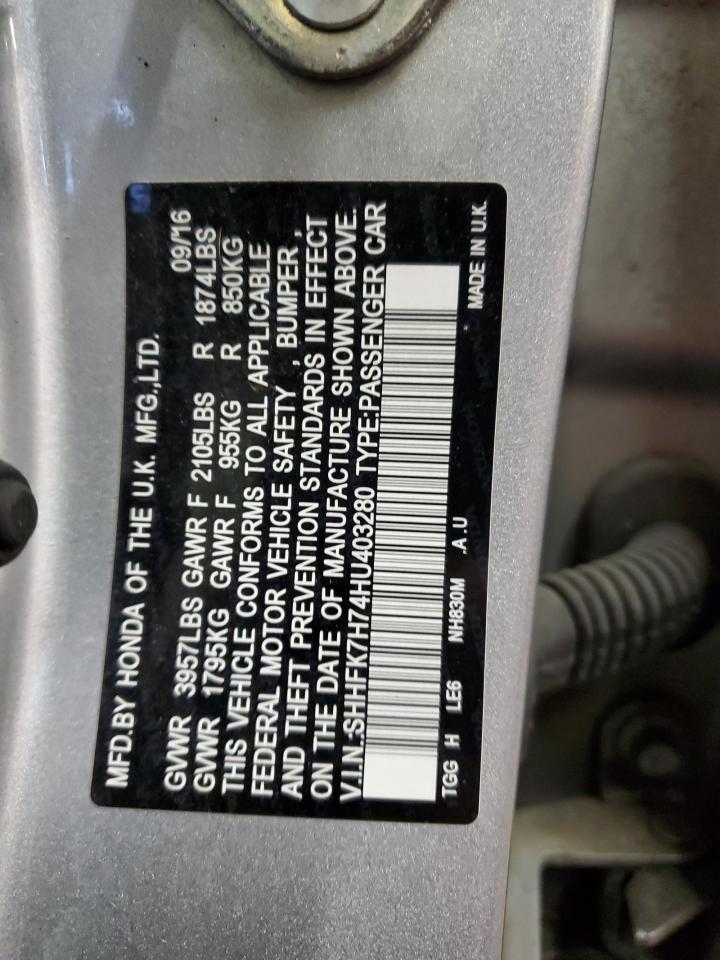 MFD.BY HONDA OF THE U.K. MFG.,LTD.
09/16
GVWR 3957LBS GAWR F 2105LBS R 1874LBS
GVWR 1795KG GAWR F 955KG R 850KG
THIS VEHICLE CONFORMS TO ALL APPLICABLE
FEDERAL MOTOR VEHICLE SAFETY , BUMPER ,
AND THEFT PREVENTION STANDARDS IN EFFECT
ON THE DATE OF MANUFACTURE SHOWN ABOVE.
V.I.N.:SHHFK7H74HU403280 TYPE:PASSENGER CAR
TGG H LE6 NH830M .A.U MADE IN U.K.